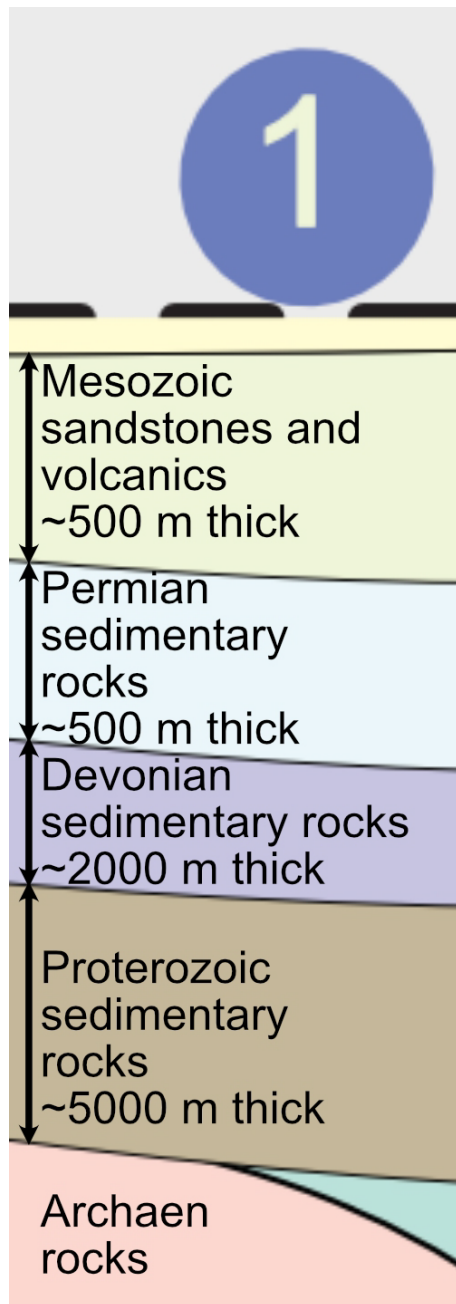 1
Mesozoic
sandstones and
volcanics
~500 m thick
Permian
sedimentary
rocks
~500 m thick
Devonian
sedimentary rocks
~2000 m thick
Proterozoic
sedimentary
rocks
~5000 m thick
Archaen
rocks